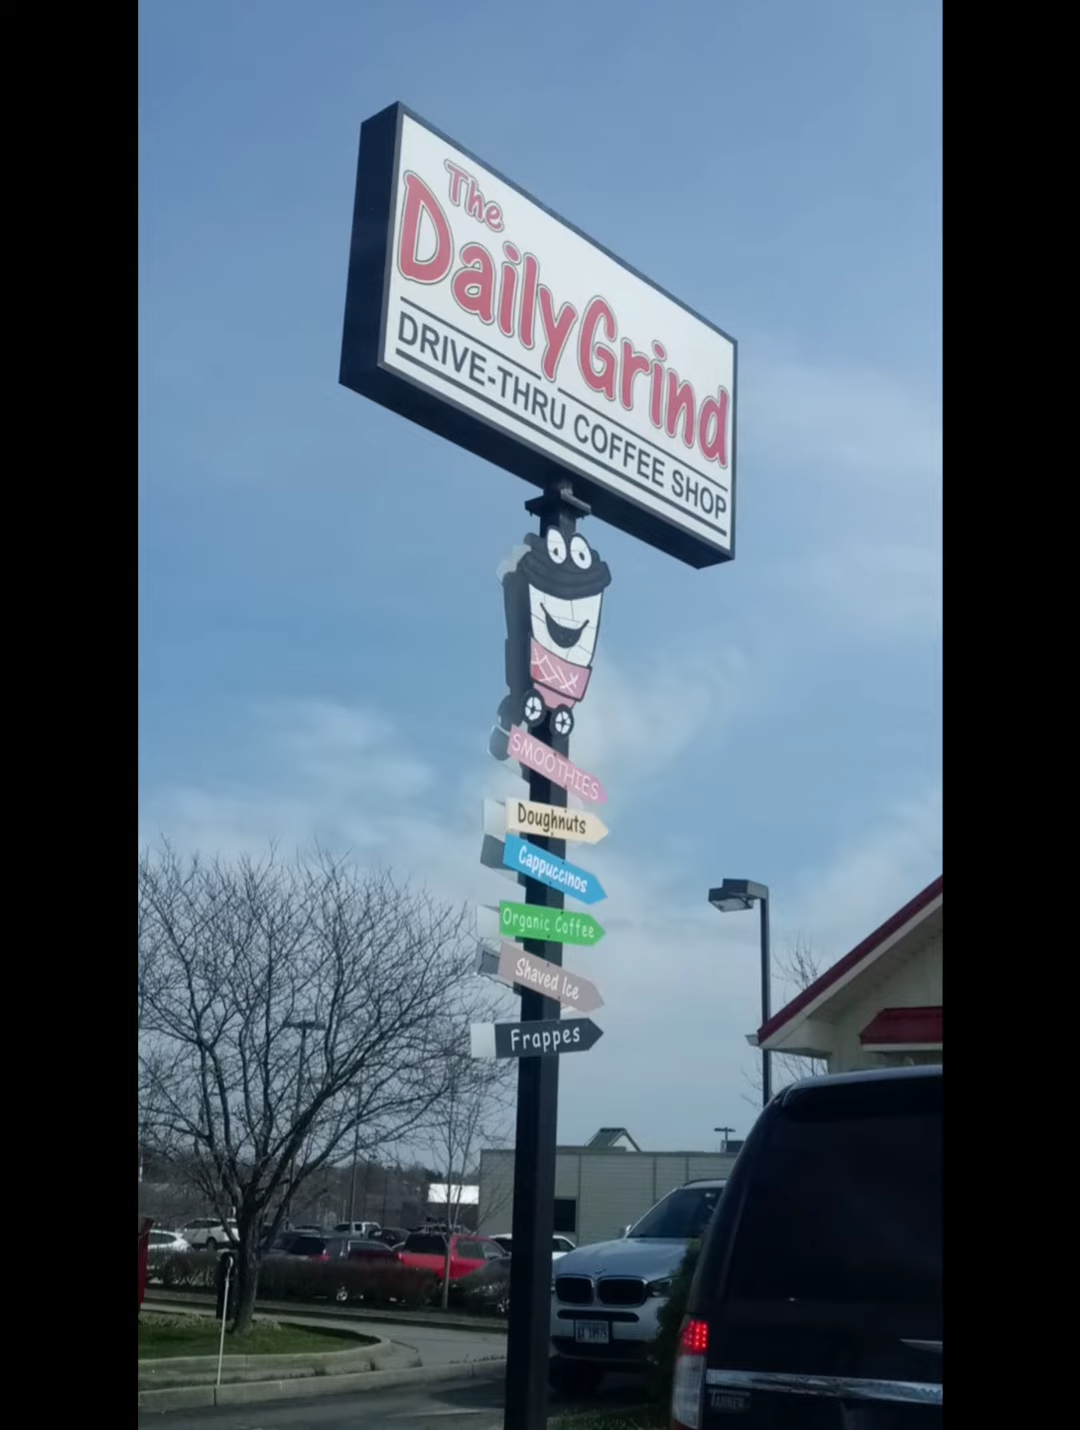 The
Daily Grind
DRIVE-THRU COFFEE SHOP
SMOOTHIES
Doughnuts
Cappuccinos
Organic Coffee
Shaved Ice
Frappes